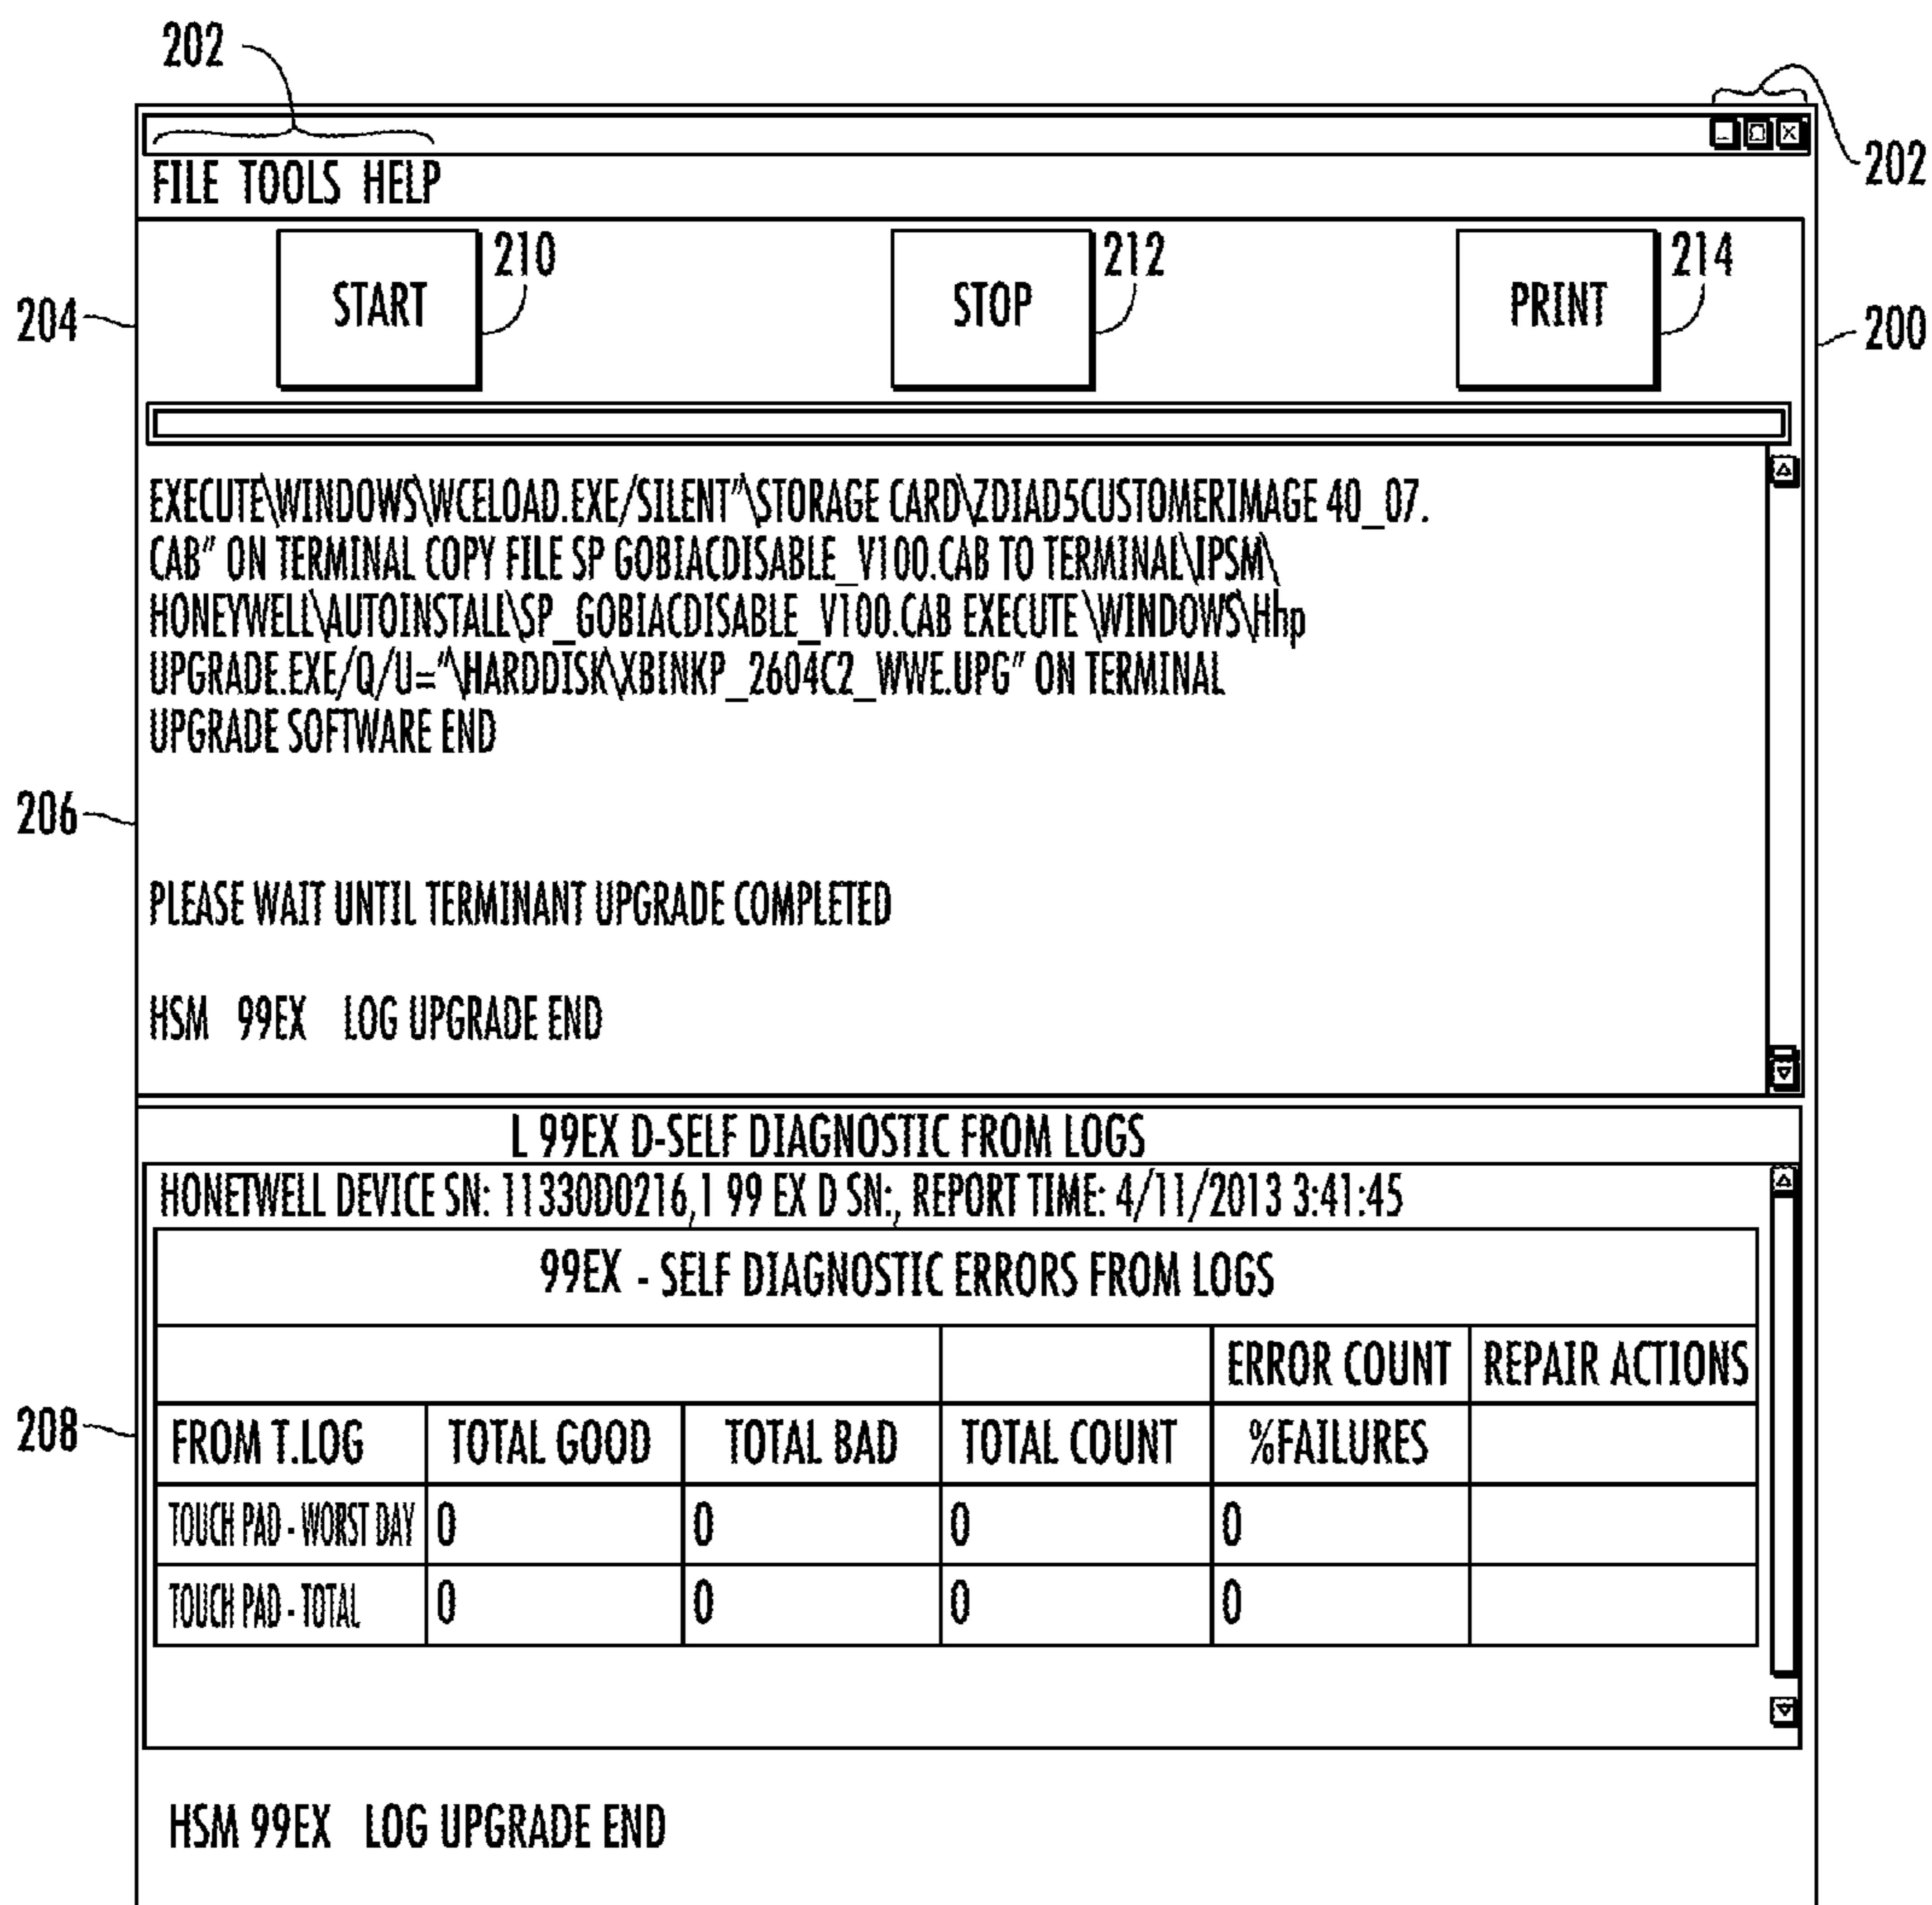 202
202
FILE TOOLS HELP
START
210
STOP
212
PRINT
214
204
200
EXECUTE\WINDOWS\WCELOAD.EXE/SILENT"\STORAGE CARD\ZDIAD5CUSTOMERIMAGE 40_07.
CAB" ON TERMINAL COPY FILE SP GOBIACDISABLE_V100.CAB TO TERMINAL\IPSM\
HONEYWELL\AUTOINSTALL\SP_GOBIACDISABLE_V100.CAB EXECUTE \WINDOWS\Hhp
UPGRADE.EXE/Q/U="\HARDDISK\XBINKP_2604C2_WWE.UPG" ON TERMINAL
UPGRADE SOFTWARE END
206
PLEASE WAIT UNTIL TERMINANT UPGRADE COMPLETED
HSM 99EX LOG UPGRADE END
L 99EX D-SELF DIAGNOSTIC FROM LOGS
HONETWELL DEVICE SN: 11330D0216,1 99 EX D SN:, REPORT TIME: 4/11/2013 3:41:45
99EX - SELF DIAGNOSTIC ERRORS FROM LOGS
ERROR COUNT REPAIR ACTIONS
208
FROM T.LOG TOTAL GOOD TOTAL BAD TOTAL COUNT %FAILURES
TOUCH PAD - WORST DAY 0 0 0 0
TOUCH PAD - TOTAL 0 0 0 0
HSM 99EX LOG UPGRADE END